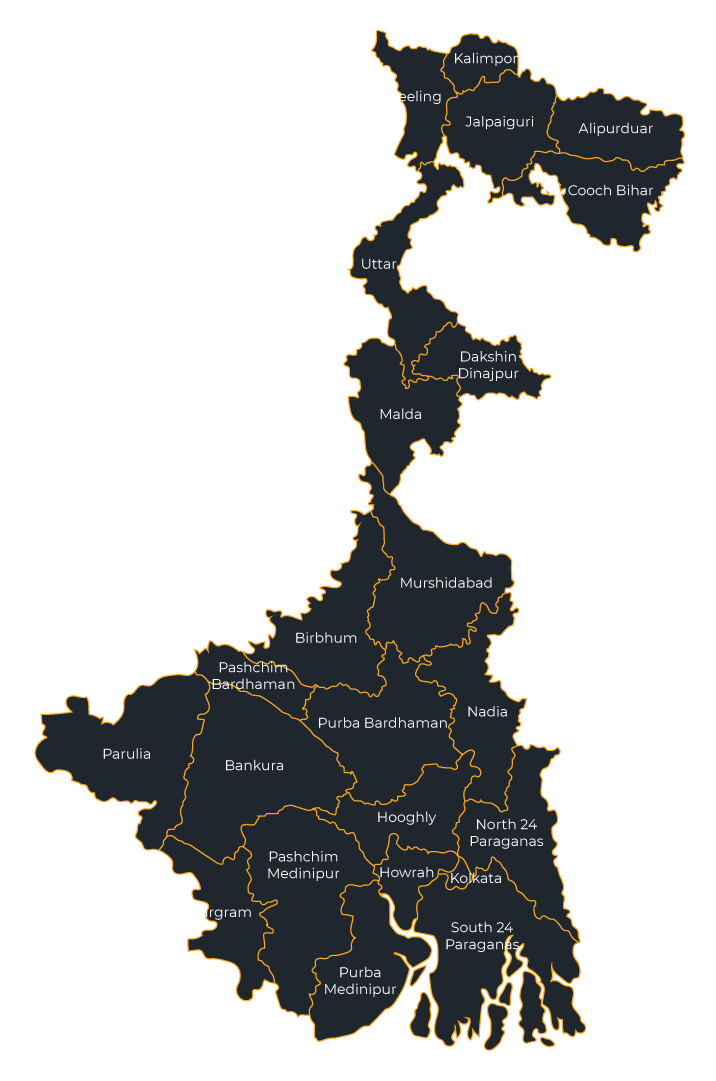 Kalimpon
eeling
Jalpaiguri
Alipurduar
Cooch Bihar
Uttar
Dakshin
Dinajpur
Malda
Murshidabad
Birbhum
Pashchim
Bardhaman
Nadia
Purba Bardhaman
Parulia
Bankura
Hooghly
North 24
Paraganas
Pashchim
Medinipur
Howrah
Kolkata
rgram
South 24
Paraganas
Purba
Medinipur